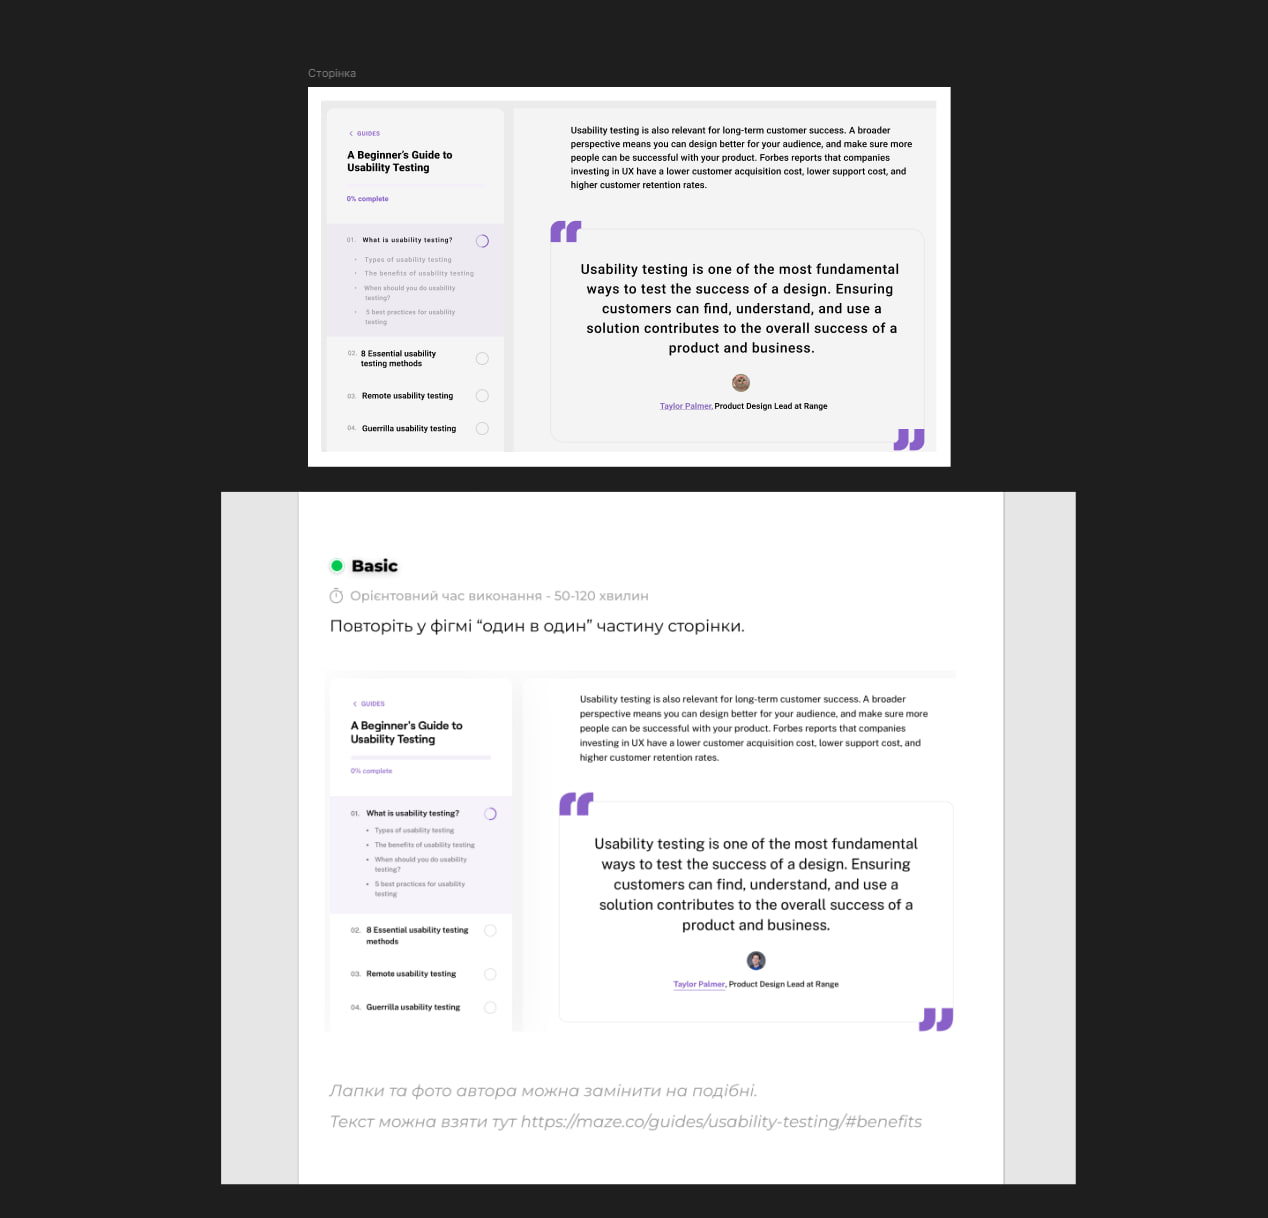 Сторінка
GUIDES
A Beginner's Guide to
Usability Testing
0% complete
01. What is usability testing?
• Types of usability testing
• The benefits of usability testing
• When should you do usability
testing?
• 5 best practices for usability
testing
02. 8 Essential usability
testing methods
03. Remote usability testing
04. Guerrilla usability testing
Usability testing is also relevant for long-term customer success. A broader
perspective means you can design better for your audience, and make sure more
people can be successful with your product. Forbes reports that companies
investing in UX have a lower customer acquisition cost, lower support cost, and
higher customer retention rates.
Usability testing is one of the most fundamental
ways to test the success of a design. Ensuring
customers can find, understand, and use a
solution contributes to the overall success of a
product and business.
Taylor Palmer, Product Design Lead at Range
Basic
Орієнтовний час виконання - 50-120 хвилин
Повторіть у фігмі “один в один” частину сторінки.
GUIDES
A Beginner's Guide to
Usability Testing
0% complete
01. What is usability testing?
• Types of usability testing
• The benefits of usability testing
• When should you do usability
testing?
• 5 best practices for usability
testing
02. 8 Essential usability testing
methods
03. Remote usability testing
04. Guerrilla usability testing
Usability testing is also relevant for long-term customer success. A broader
perspective means you can design better for your audience, and make sure more
people can be successful with your product. Forbes reports that companies
investing in UX have a lower customer acquisition cost, lower support cost, and
higher customer retention rates.
Usability testing is one of the most fundamental
ways to test the success of a design. Ensuring
customers can find, understand, and use a
solution contributes to the overall success of a
product and business.
Taylor Palmer, Product Design Lead at Range
Лапки та фото автора можна замінити на подібні.
Текст можна взяти тут https://maze.co/guides/usability-testing/#benefits